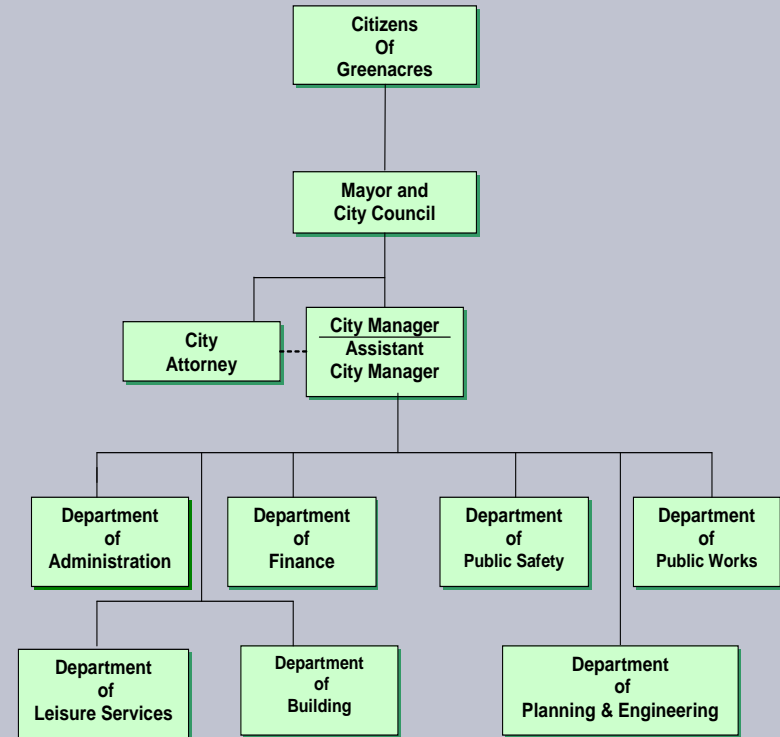 Citizens
Of
Greenacres
Mayor and
City Council
City
Attorney
City Manager
Assistant
City Manager
Department
of
Administration
Department
of
Finance
Department
of
Public Safety
Department
of
Public Works
Department
of
Leisure Services
Department
of
Building
Department
of
Planning & Engineering